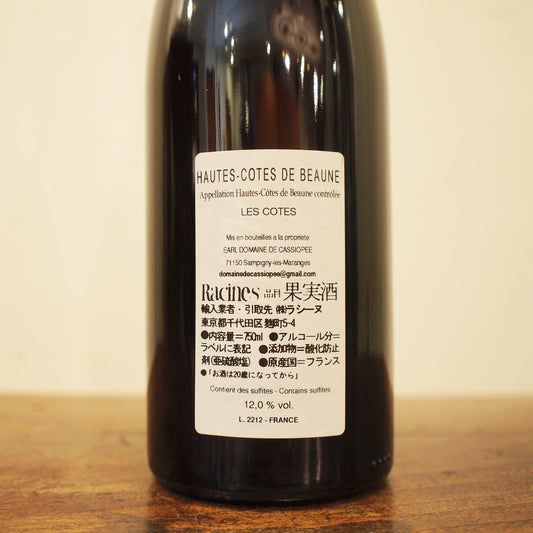 HAUTES-COTES DE BEAUNE
Appellation Hautes-Côtes de Beaune contrôlée
LES COTES
Mis en bouteilles a la propriete
EARL DOMAINE DE CASSIOPEE
71150 Sampigny-les-Maranges
domainedecassiopee@gmail.com
Racines 品目 果実酒
輸入業者・引取先 ㈱ラシーヌ
東京都千代田区麹町5-4
●内容量=750ml ●アルコール分=
ラベルに表記 ●添加物=酸化防止
剤(亜硫酸塩) ●原産国=フランス
●「お酒は20歳になってから」
Contient des sulfites - Contains sulfites
12,0 % vol.
L. 2212 - FRANCE